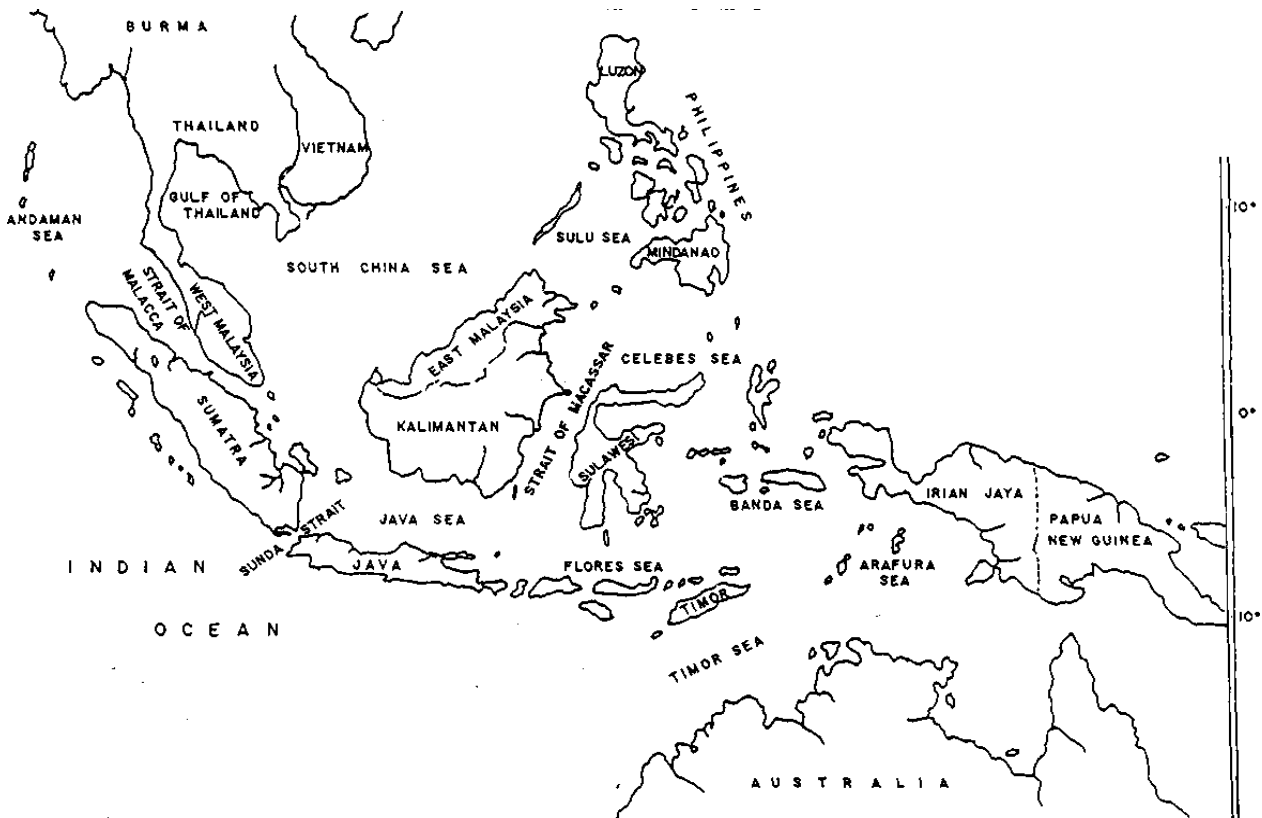 BURMA
LUZON
PHILIPPINES
THAILAND
VIETNAM
GULF OF
THAILAND
10°
ANDAMAN
SEA
SULU SEA
MINDANAO
SOUTH CHINA SEA
STRAIT OF
MALACCA
WEST MALAYSIA
EAST MALAYSIA
CELEBES SEA
STRAIT OF MACASSAR
SUMATRA
KALIMANTAN
0°
SULAWESI
BANDA SEA
IRIAN JAYA
PAPUA
NEW GUINEA
JAVA SEA
SUNDA STRAIT
INDIAN
OCEAN
JAVA
FLORES SEA
ARAFURA
SEA
TIMOR
10°
TIMOR SEA
AUSTRALIA